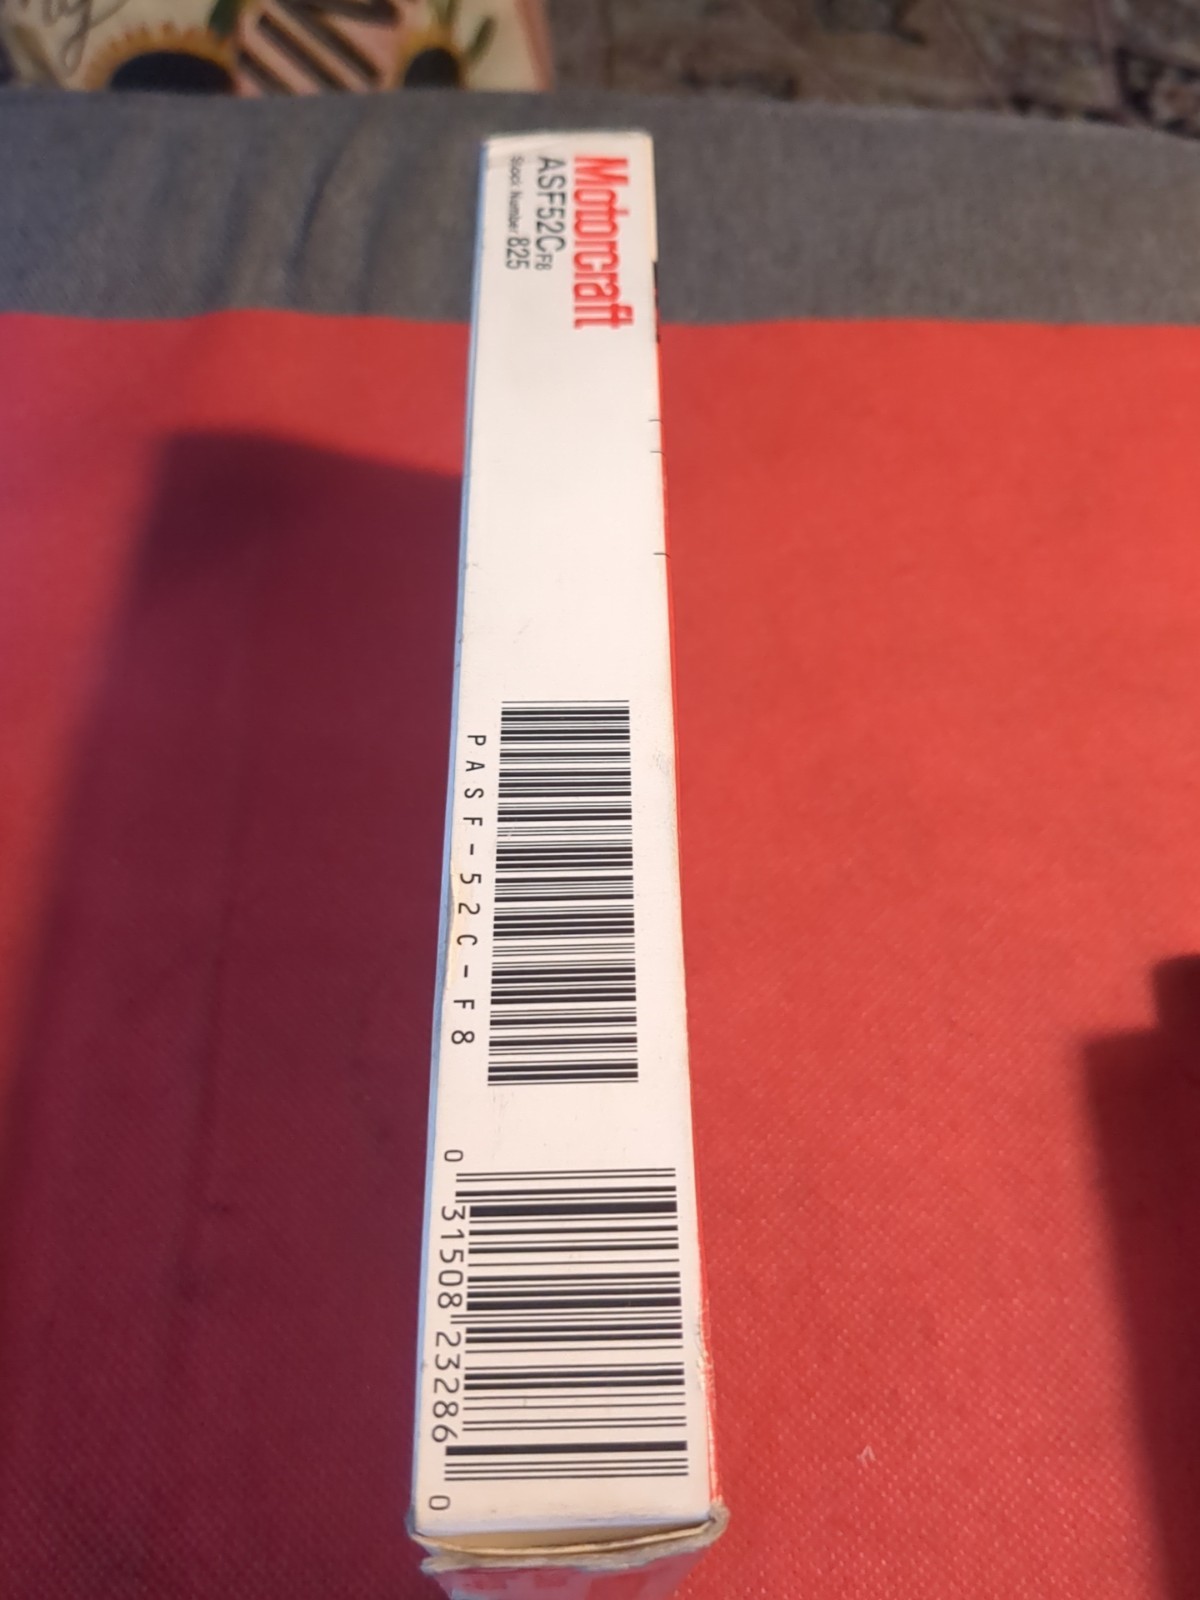 Motorcraft
ASF52C F8
Stock Number 825
PASF-52C-F8
0 31508 23286 0